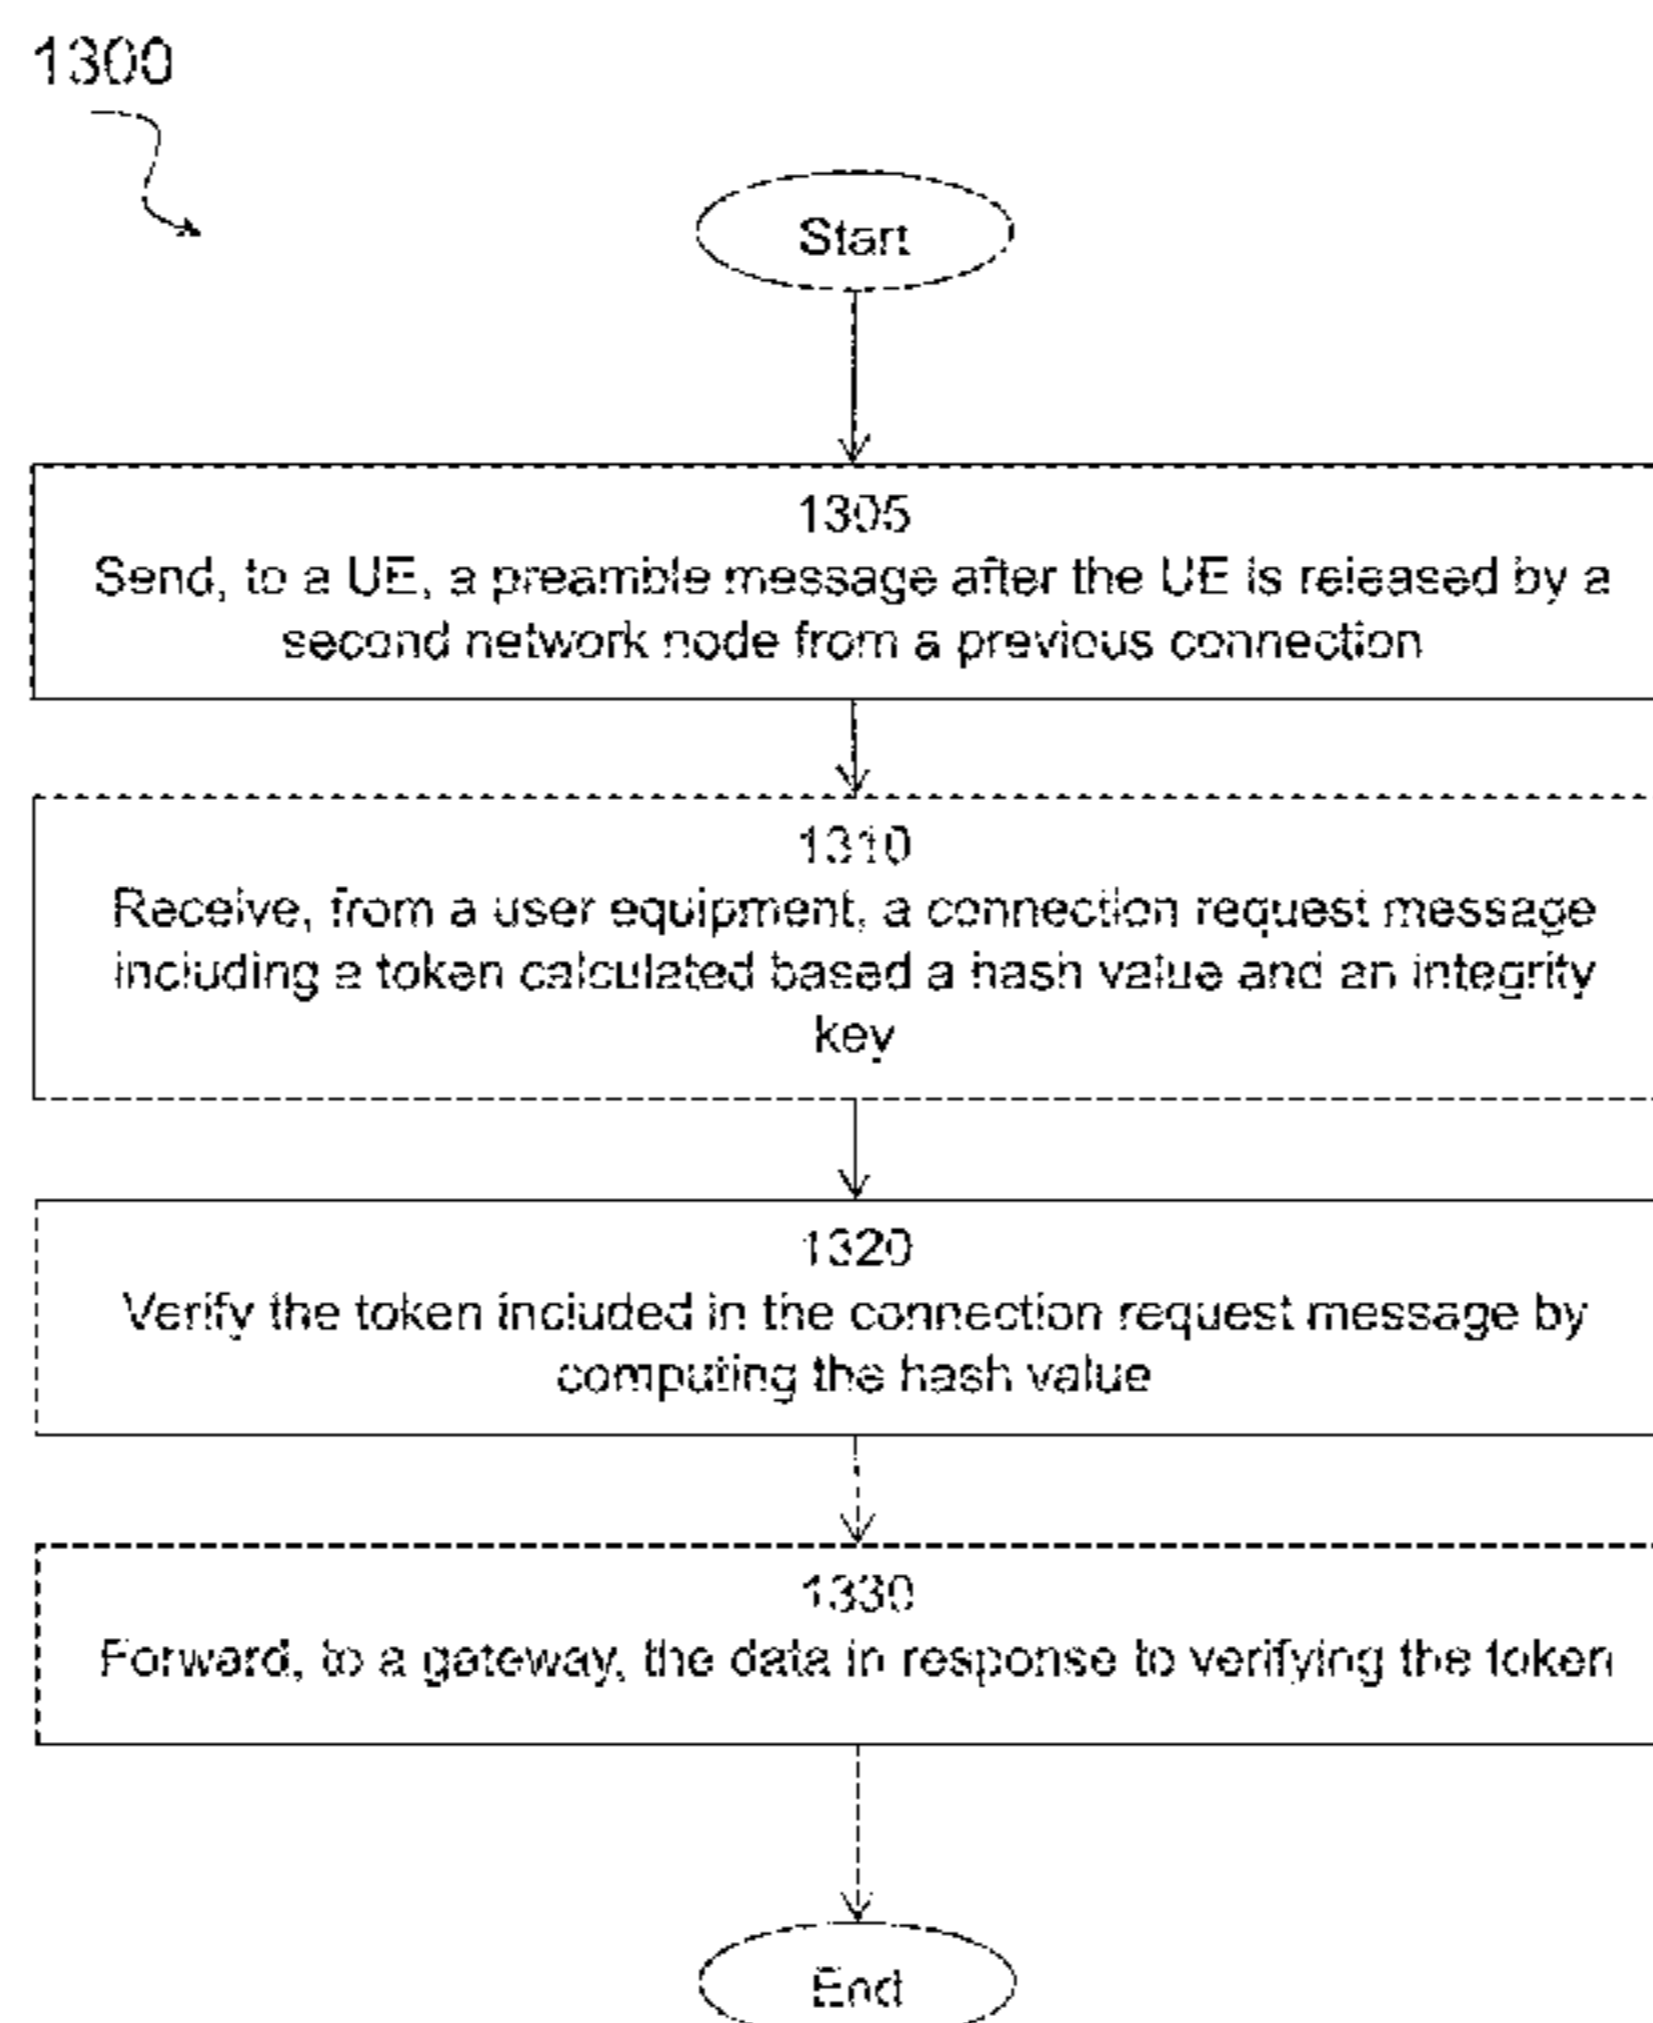 1300
Start
1305
Send, to a UE, a preamble message after the UE is released by a
second network node from a previous connection
1310
Receive, from a user equipment, a connection request message
including a token calculated based a hash value and an integrity
key
1320
Verify the token included in the connection request message by
computing the hash value
1330
Forward, to a gateway, the data in response to verifying the token
End